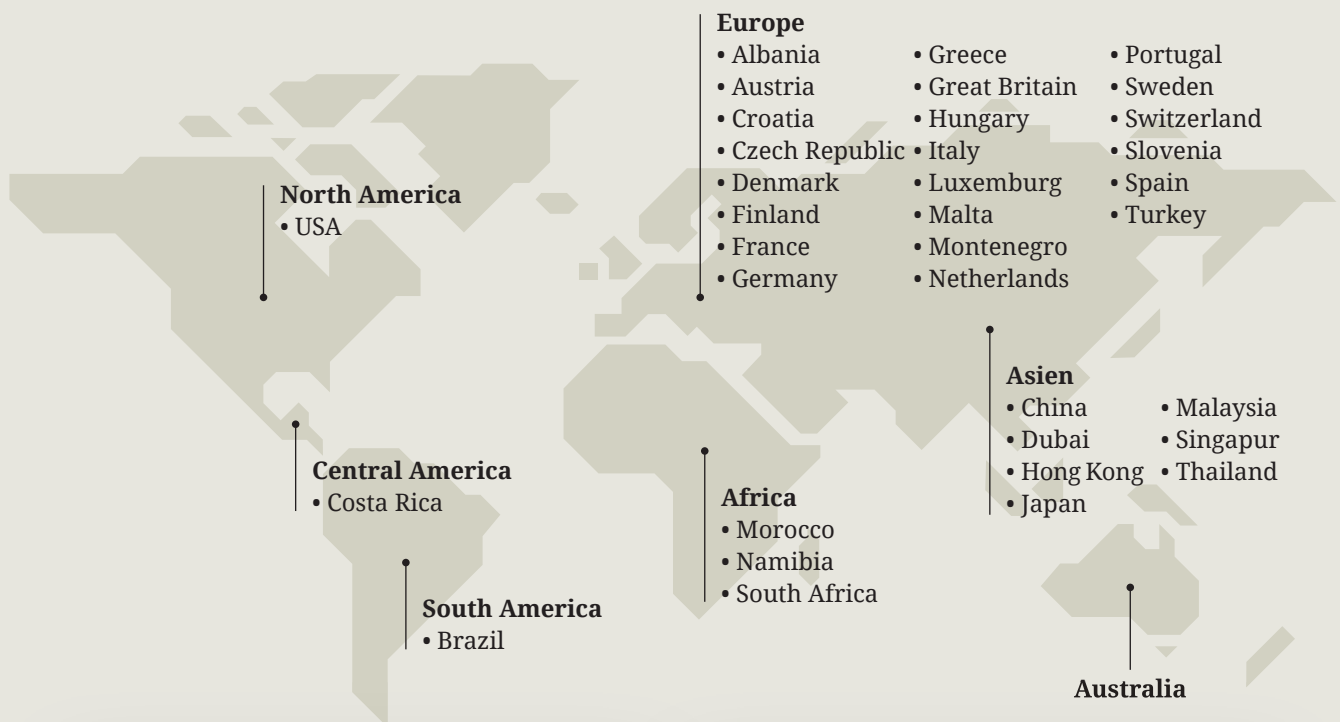 Europe
• Albania
• Austria
• Croatia
• Czech Republic
• Denmark
• Finland
• France
• Germany
• Greece
• Great Britain
• Hungary
• Italy
• Luxemburg
• Malta
• Montenegro
• Netherlands
• Portugal
• Sweden
• Switzerland
• Slovenia
• Spain
• Turkey
North America
• USA
Asien
• China
• Dubai
• Hong Kong
• Japan
• Malaysia
• Singapur
• Thailand
Central America
• Costa Rica
Africa
• Morocco
• Namibia
• South Africa
South America
• Brazil
Australia